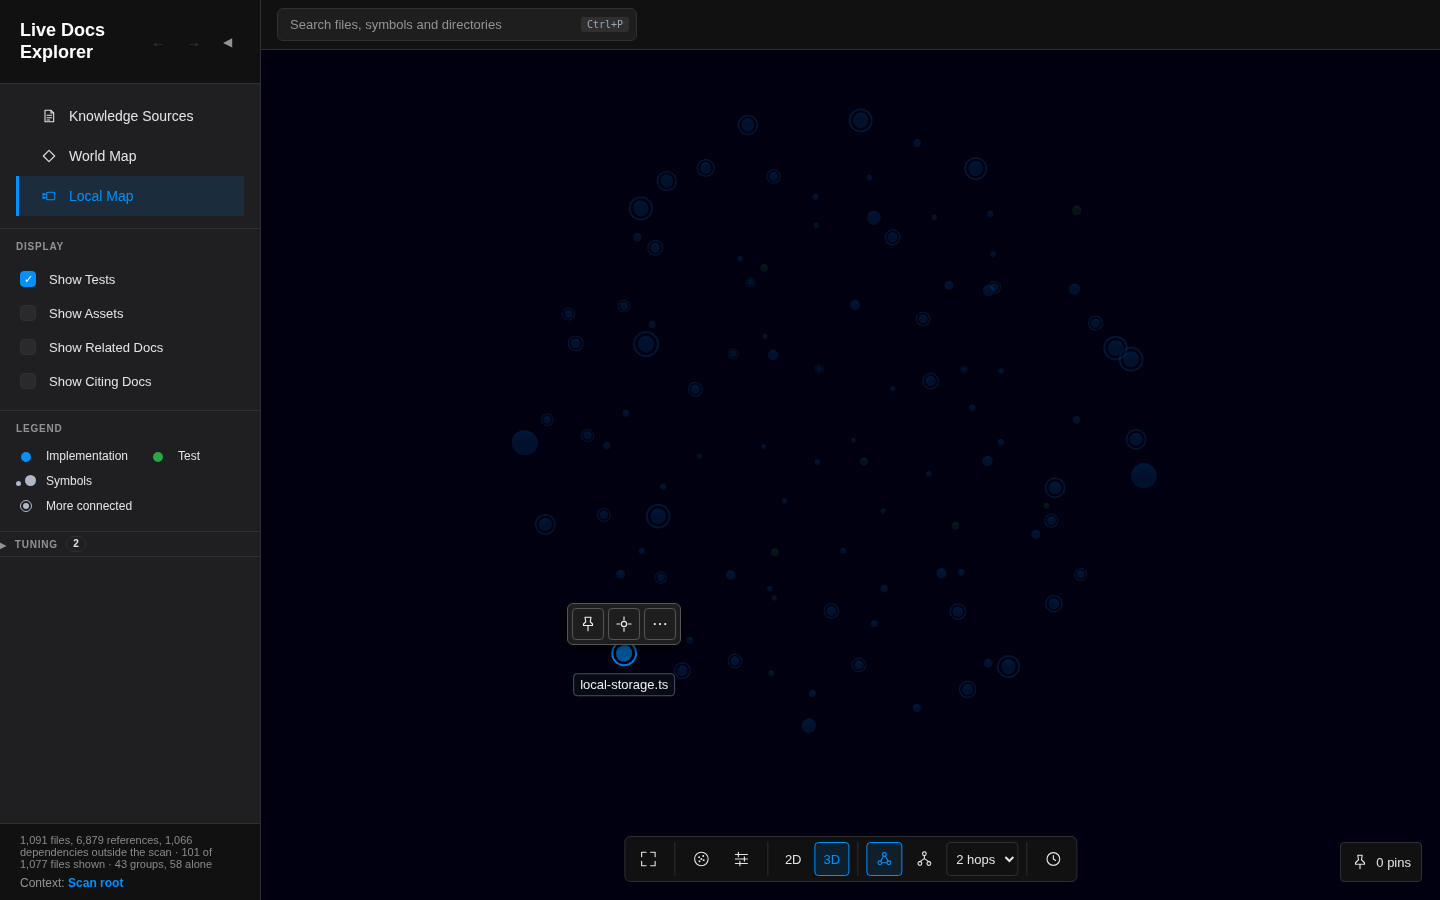 Live Docs
Explorer
Search files, symbols and directories
Ctrl+P
Knowledge Sources
World Map
Local Map
DISPLAY
Show Tests
Show Assets
Show Related Docs
Show Citing Docs
LEGEND
Implementation
Test
Symbols
More connected
TUNING 2
local-storage.ts
1,091 files, 6,879 references, 1,066
dependencies outside the scan · 101 of
1,077 files shown · 43 groups, 58 alone
Context: Scan root
2D
3D
2 hops
0 pins